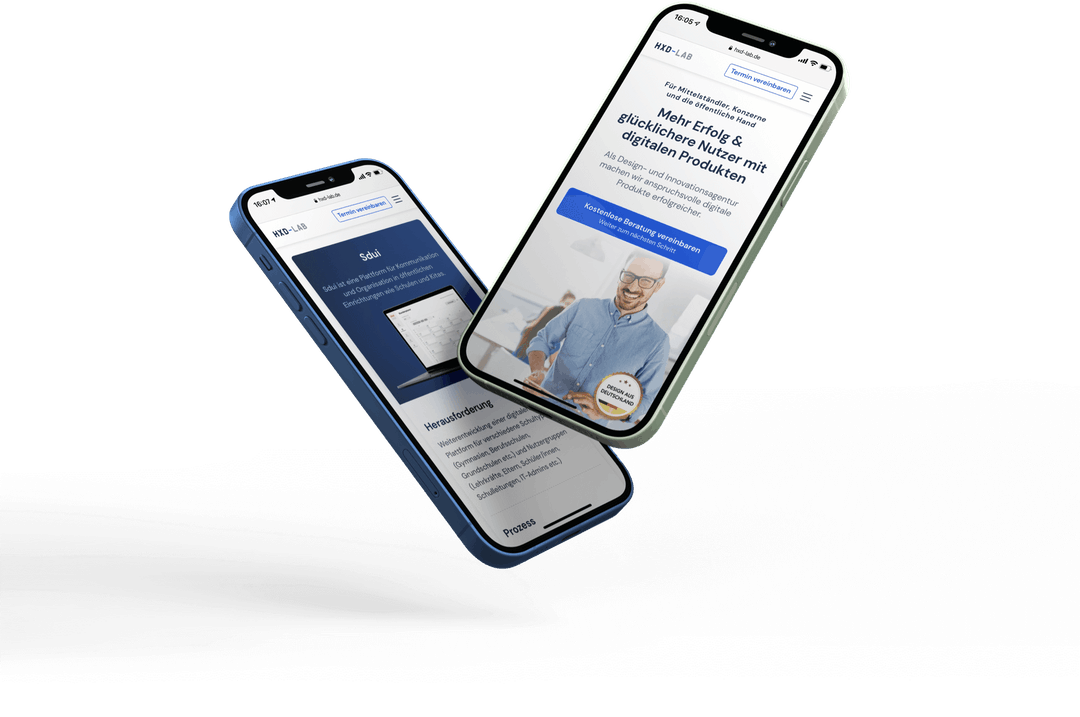 16:07
hxd-lab.de
HXD-LAB
Termin vereinbaren
Sdui
Sdui ist eine Plattform für Kommunikation
und Organisation in öffentlichen
Einrichtungen wie Schulen und Kitas.
Herausforderung
Weiterentwicklung einer digitalen
Plattform für verschiedene
(Gymnasien, Berufsschulen,
Grundschulen etc.) und Nutzergruppen
(Lehrkräfte, Eltern, Schüler/innen,
Schulleitungen, IT-Admins etc.)
Prozess
16:05
hxd-lab.de
HXD-LAB
Termin vereinbaren
Für Mittelständler, Konzerne
und die öffentliche Hand
Mehr Erfolg &
glücklichere Nutzer mit
digitalen Produkten
Als Design- und Innovationsagentur
machen wir anspruchsvolle digitale
Produkte erfolgreicher.
Kostenlose Beratung vereinbaren
Weiter zum nächsten Schritt
DESIGN AUS
DEUTSCHLAND